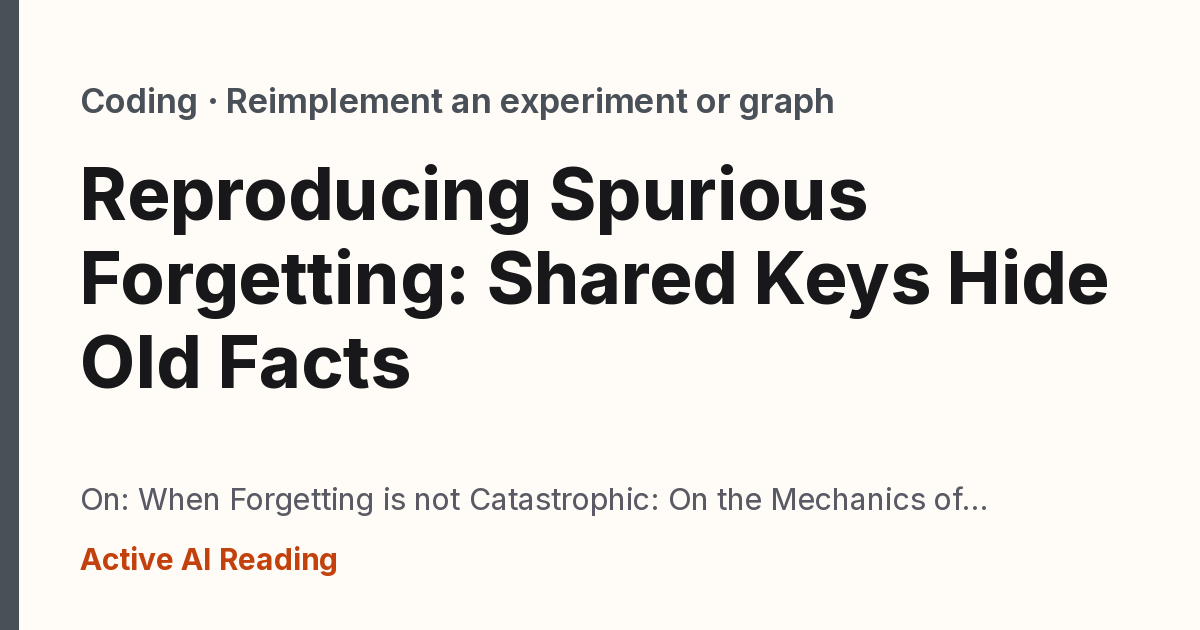 Coding · Reimplement an experiment or graph
Reproducing Spurious
Forgetting: Shared Keys Hide
Old Facts
On: When Forgetting is not Catastrophic: On the Mechanics of...
Active AI Reading